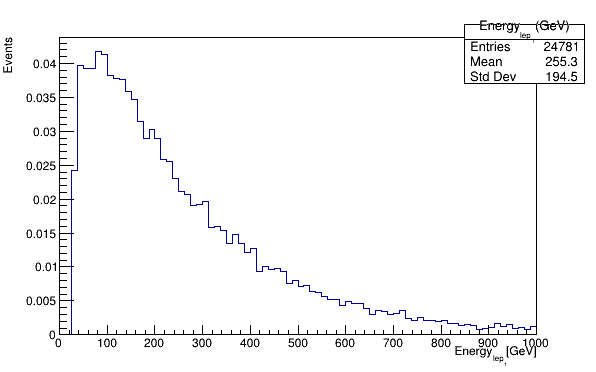 Energy_lep_1 (GeV)
Entries 24781
Mean 255.3
Std Dev 194.5
Events
0.04
0.035
0.03
0.025
0.02
0.015
0.01
0.005
0
0 100 200 300 400 500 600 700 800 900 1000
Energy_lep_1 [GeV]